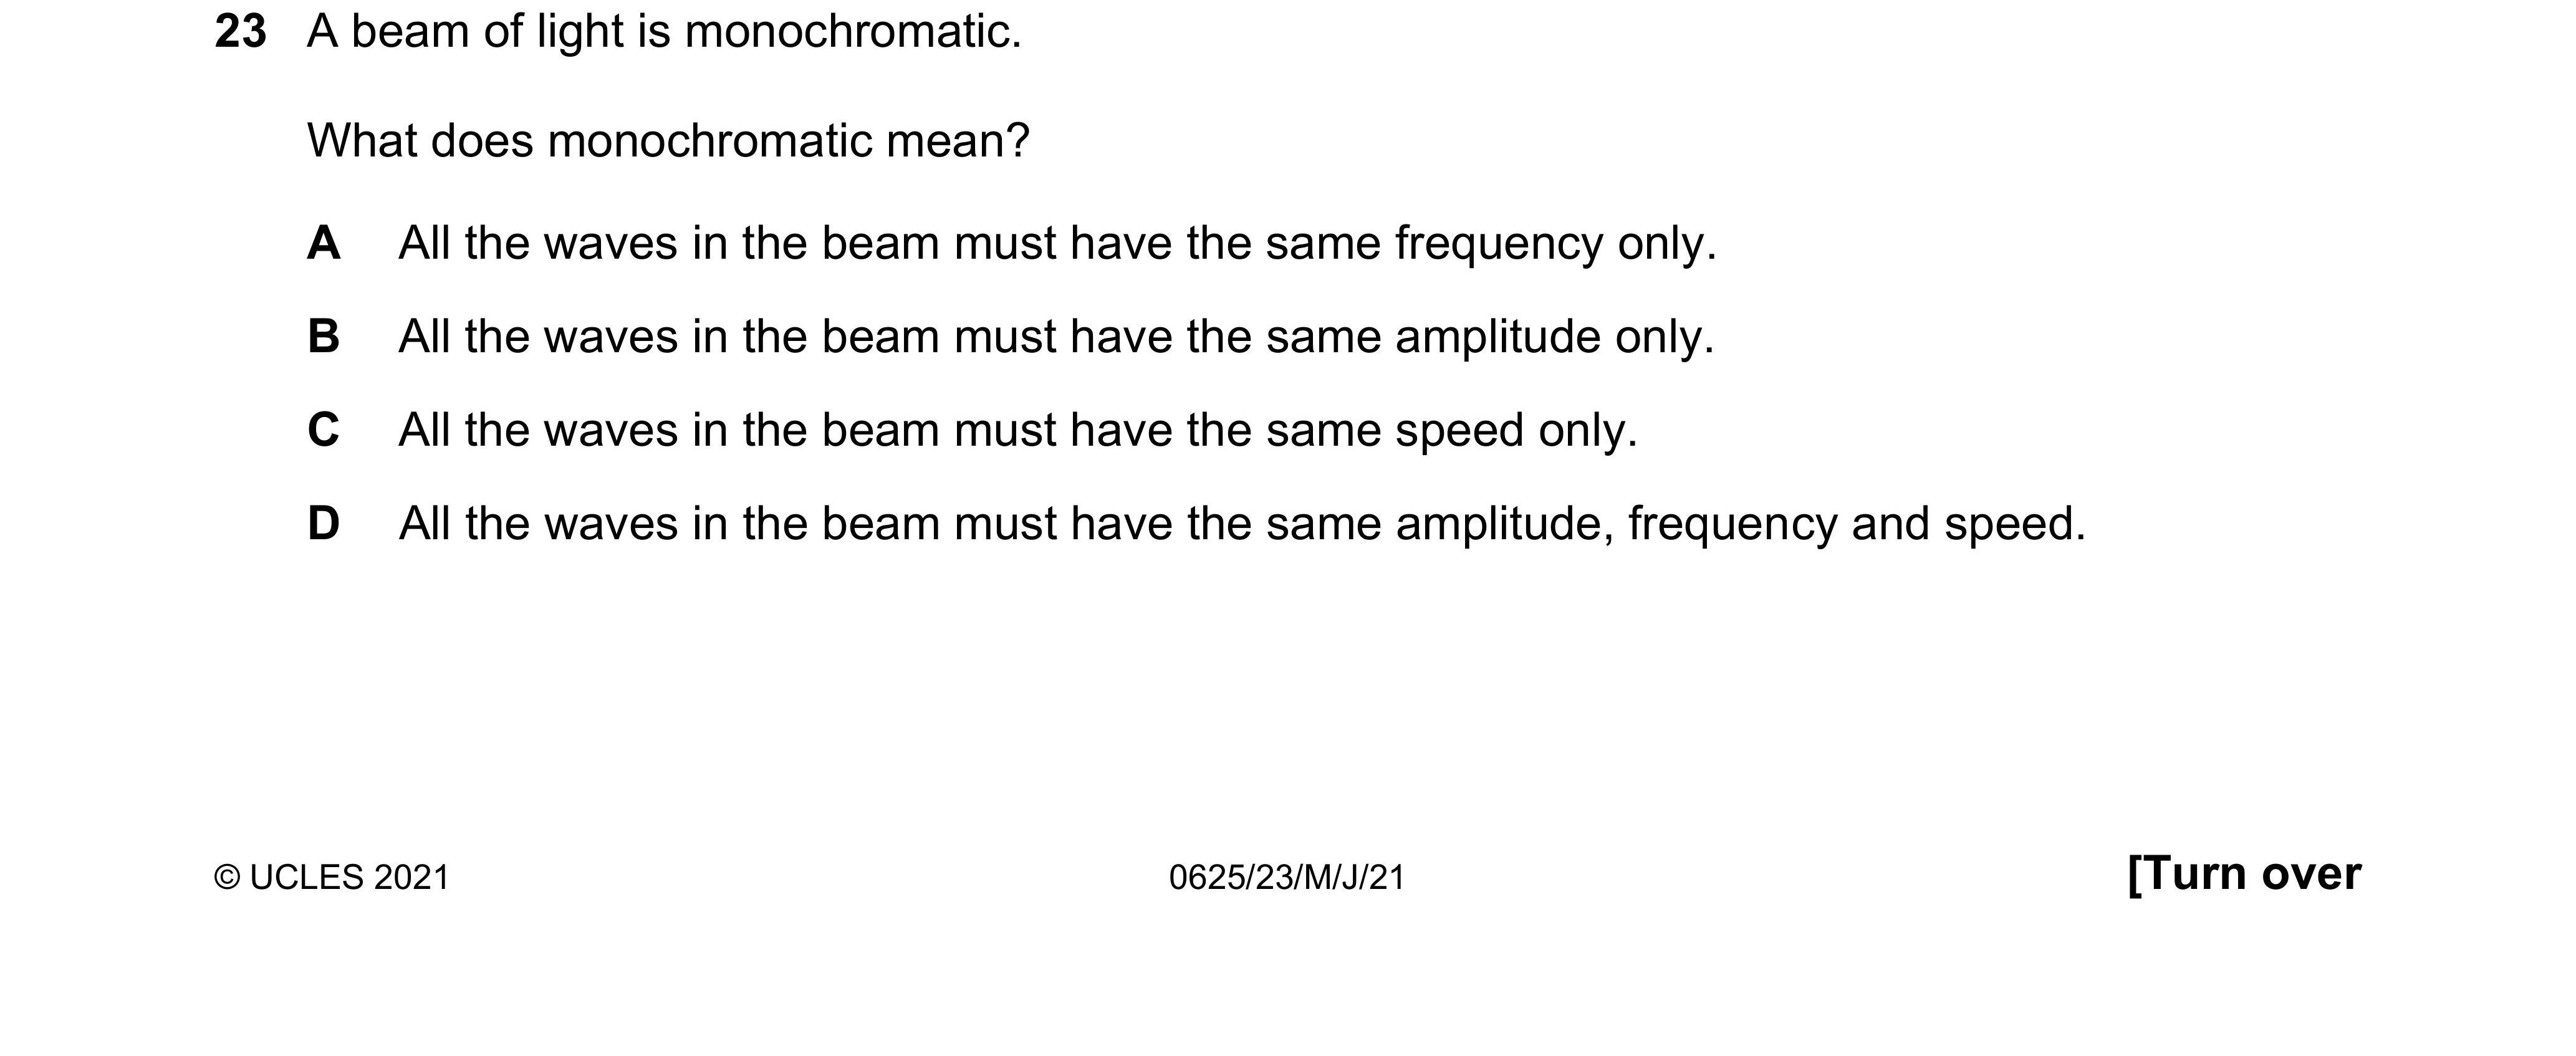 23 A beam of light is monochromatic.
What does monochromatic mean?
A All the waves in the beam must have the same frequency only.
B All the waves in the beam must have the same amplitude only.
C All the waves in the beam must have the same speed only.
D All the waves in the beam must have the same amplitude, frequency and speed.
© UCLES 2021 0625/23/M/J/21 [Turn over